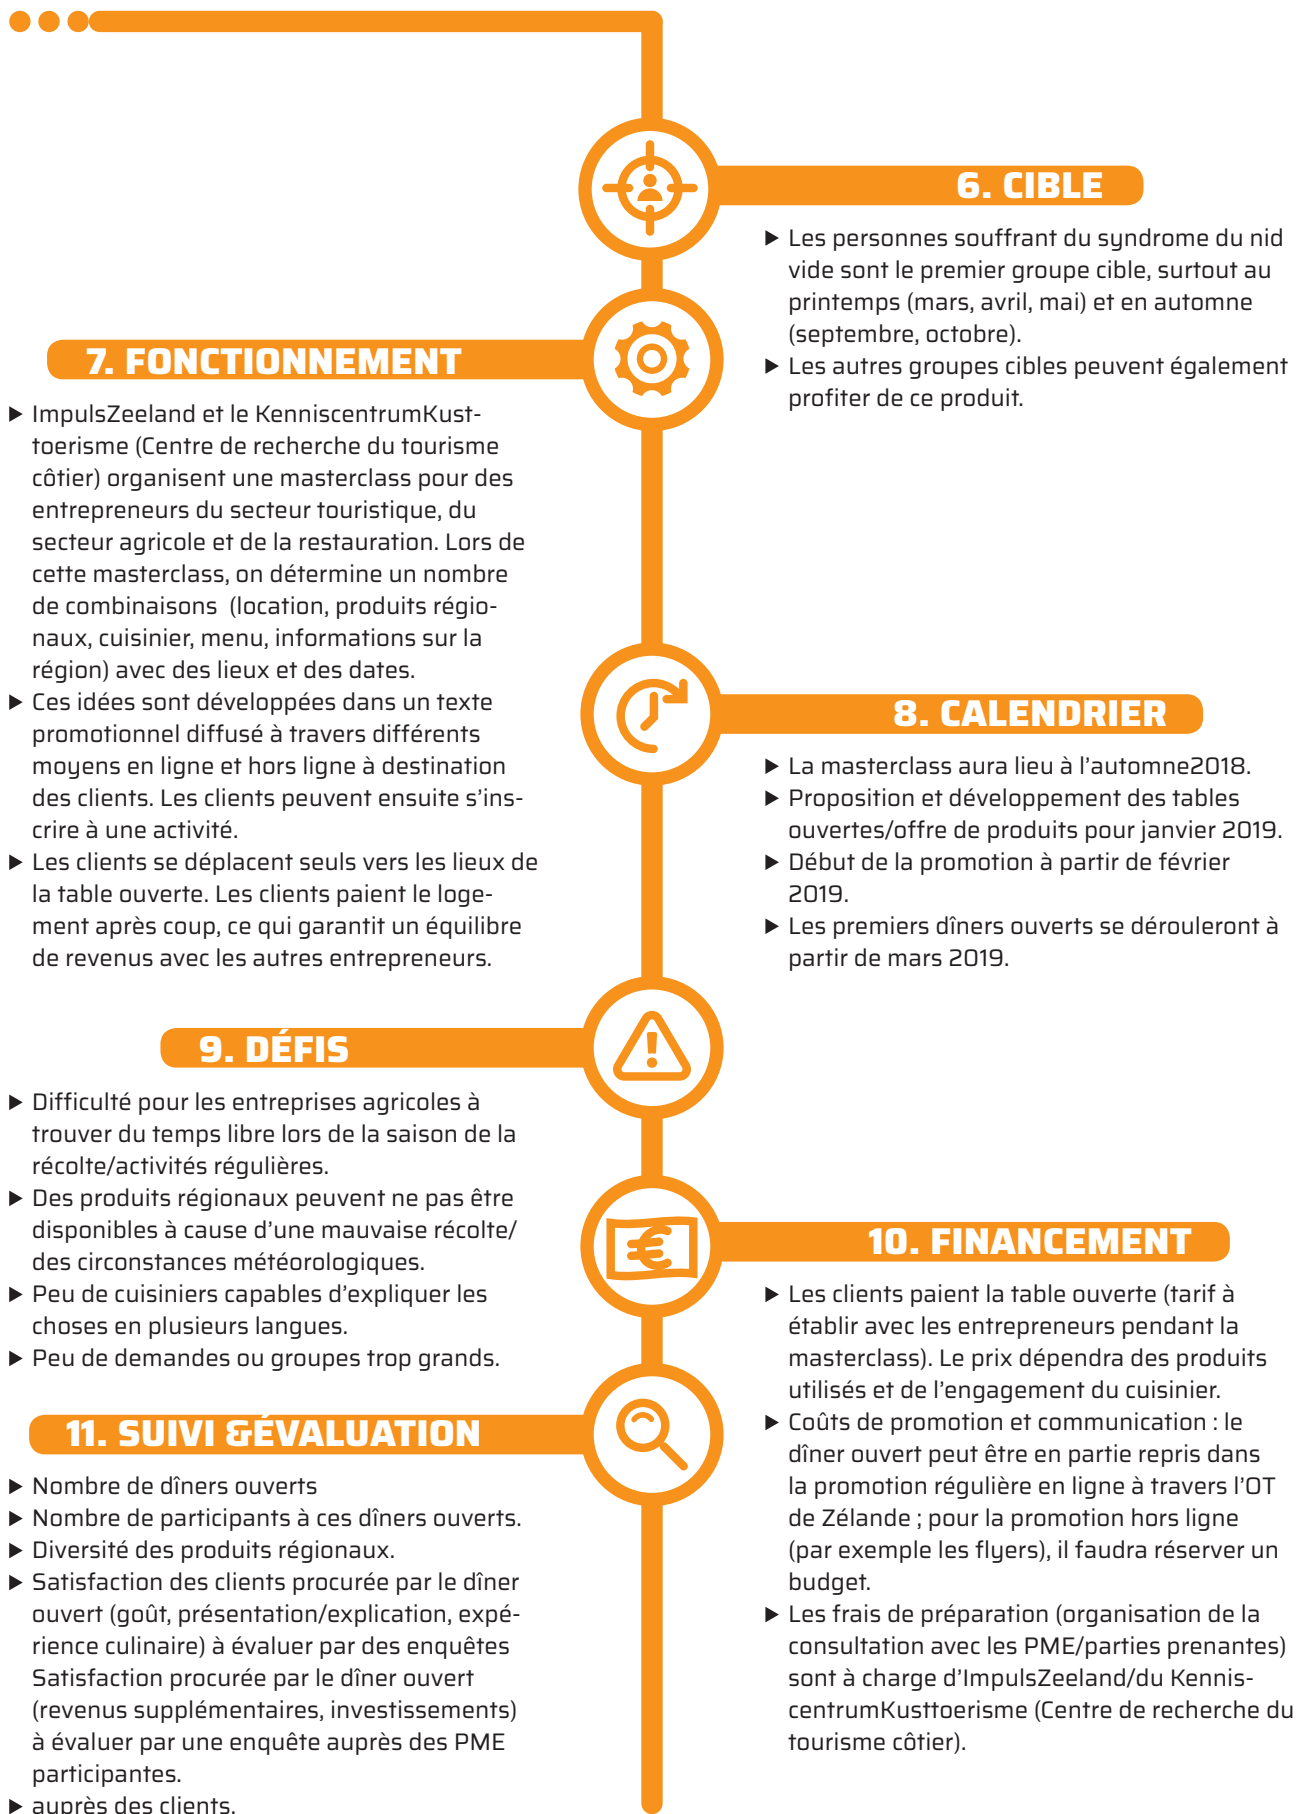 6. CIBLE
▶ Les personnes souffrant du syndrome du nid
vide sont le premier groupe cible, surtout au
printemps (mars, avril, mai) et en automne
(septembre, octobre).
▶ Les autres groupes cibles peuvent également
profiter de ce produit.
7. FONCTIONNEMENT
▶ ImpulsZeeland et le KenniscentrumKust-
toerisme (Centre de recherche du tourisme
côtier) organisent une masterclass pour des
entrepreneurs du secteur touristique, du
secteur agricole et de la restauration. Lors de
cette masterclass, on détermine un nombre
de combinaisons (location, produits régio-
naux, cuisinier, menu, informations sur la
région) avec des lieux et des dates.
▶ Ces idées sont développées dans un texte
promotionnel diffusé à travers différents
moyens en ligne et hors ligne à destination
des clients. Les clients peuvent ensuite s’ins-
crire à une activité.
▶ Les clients se déplacent seuls vers les lieux de
la table ouverte. Les clients paient le loge-
ment après coup, ce qui garantit un équilibre
de revenus avec les autres entrepreneurs.
8. CALENDRIER
▶ La masterclass aura lieu à l’automne2018.
▶ Proposition et développement des tables
ouvertes/offre de produits pour janvier 2019.
▶ Début de la promotion à partir de février
2019.
▶ Les premiers dîners ouverts se dérouleront à
partir de mars 2019.
9. DÉFIS
▶ Difficulté pour les entreprises agricoles à
trouver du temps libre lors de la saison de la
récolte/activités régulières.
▶ Des produits régionaux peuvent ne pas être
disponibles à cause d’une mauvaise récolte/
des circonstances météorologiques.
▶ Peu de cuisiniers capables d’expliquer les
choses en plusieurs langues.
▶ Peu de demandes ou groupes trop grands.
10. FINANCEMENT
▶ Les clients paient la table ouverte (tarif à
établir avec les entrepreneurs pendant la
masterclass). Le prix dépendra des produits
utilisés et de l’engagement du cuisinier.
▶ Coûts de promotion et communication : le
dîner ouvert peut être en partie repris dans
la promotion régulière en ligne à travers l’OT
de Zélande ; pour la promotion hors ligne
(par exemple les flyers), il faudra réserver un
budget.
▶ Les frais de préparation (organisation de la
consultation avec les PME/parties prenantes)
sont à charge d’ImpulsZeeland/du Kennis-
centrumKusttoerisme (Centre de recherche du
tourisme côtier).
11. SUIVI &ÉVALUATION
▶ Nombre de dîners ouverts
▶ Nombre de participants à ces dîners ouverts.
▶ Diversité des produits régionaux.
▶ Satisfaction des clients procurée par le dîner
ouvert (goût, présentation/explication, expé-
rience culinaire) à évaluer par des enquêtes
Satisfaction procurée par le dîner ouvert
(revenus supplémentaires, investissements)
à évaluer par une enquête auprès des PME
participantes.
▶ auprès des clients.